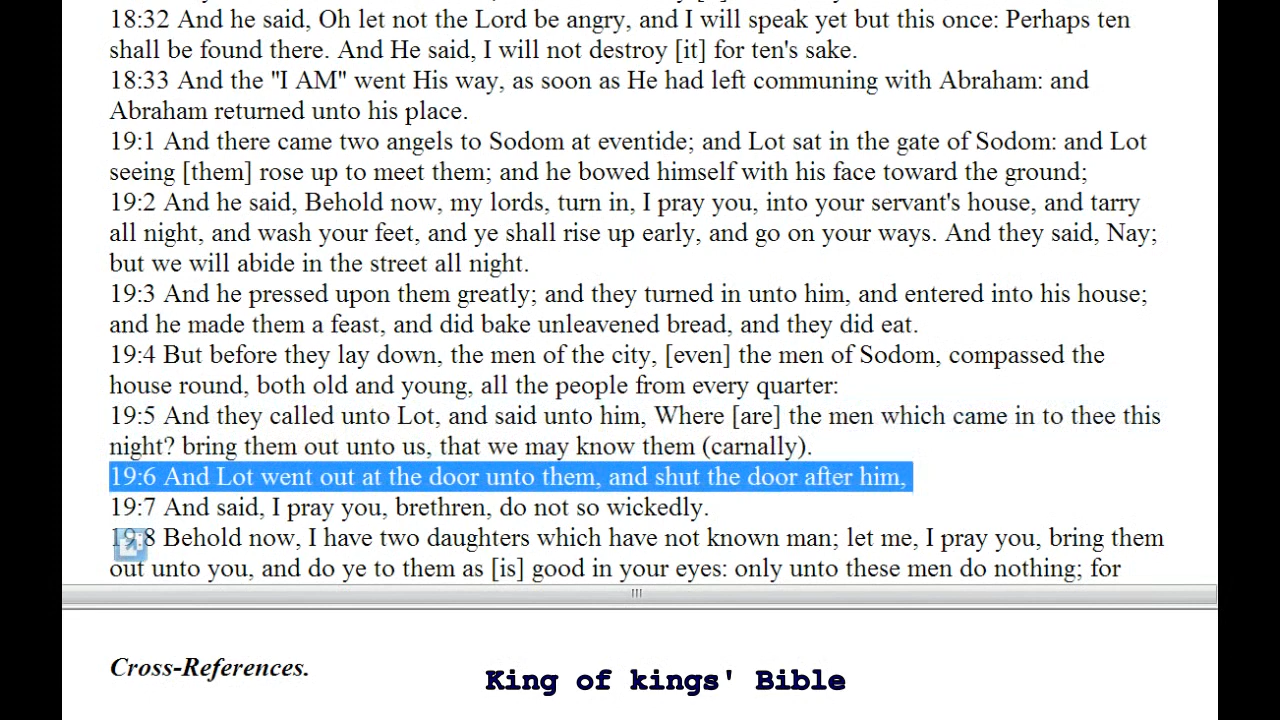 18:32 And he said, Oh let not the Lord be angry, and I will speak yet but this once: Perhaps ten
shall be found there. And He said, I will not destroy [it] for ten's sake.
18:33 And the "I AM" went His way, as soon as He had left communing with Abraham: and
Abraham returned unto his place.
19:1 And there came two angels to Sodom at eventide; and Lot sat in the gate of Sodom: and Lot
seeing [them] rose up to meet them; and he bowed himself with his face toward the ground;
19:2 And he said, Behold now, my lords, turn in, I pray you, into your servant's house, and tarry
all night, and wash your feet, and ye shall rise up early, and go on your ways. And they said, Nay;
but we will abide in the street all night.
19:3 And he pressed upon them greatly; and they turned in unto him, and entered into his house;
and he made them a feast, and did bake unleavened bread, and they did eat.
19:4 But before they lay down, the men of the city, [even] the men of Sodom, compassed the
house round, both old and young, all the people from every quarter:
19:5 And they called unto Lot, and said unto him, Where [are] the men which came in to thee this
night? bring them out unto us, that we may know them (carnally).
19:6 And Lot went out at the door unto them, and shut the door after him,
19:7 And said, I pray you, brethren, do not so wickedly.
19:8 Behold now, I have two daughters which have not known man; let me, I pray you, bring them
out unto you, and do ye to them as [is] good in your eyes: only unto these men do nothing; for
Cross-References.
King of kings' Bible